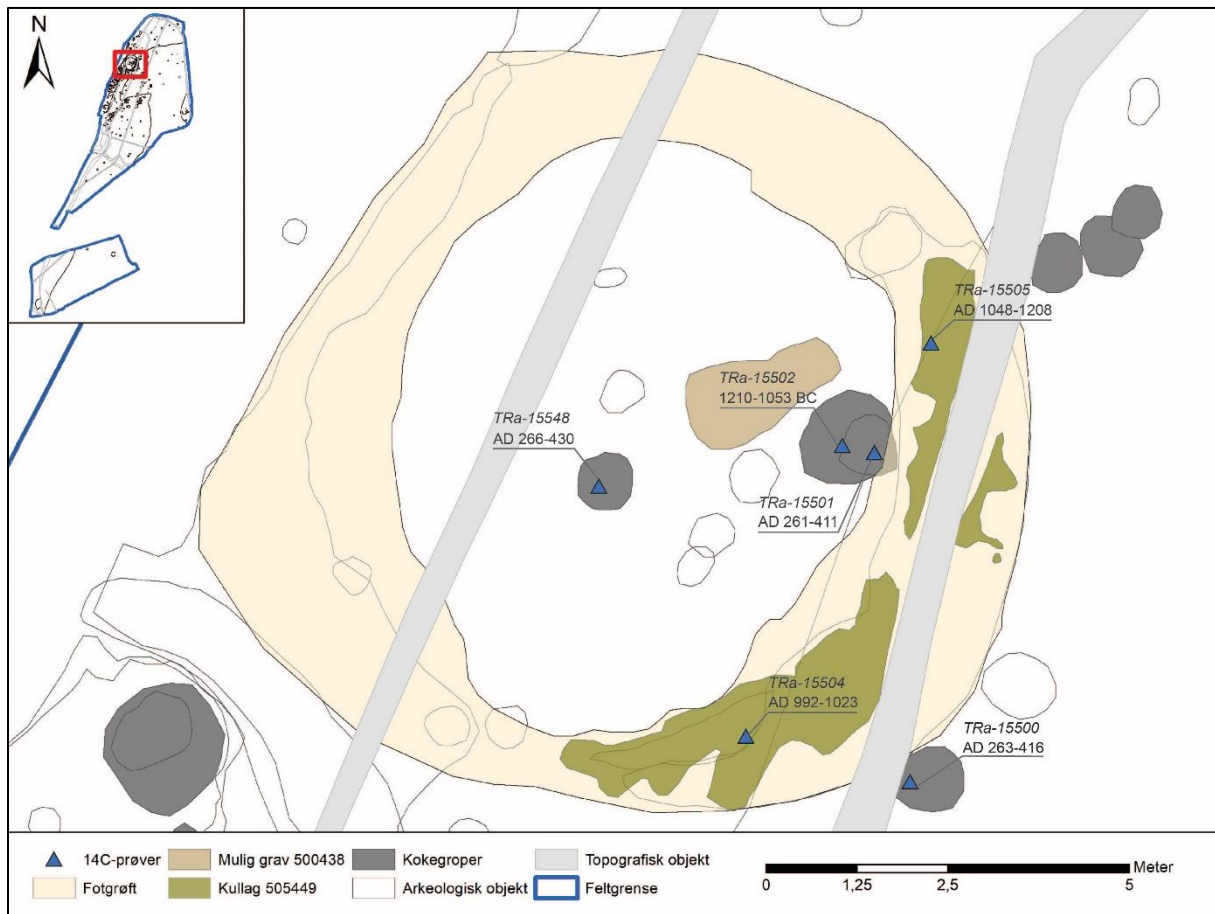 N
TRa-15505
AD 1048-1208
TRa-15502
1210-1053 BC
TRa-15548
AD 266-430
TRa-15501
AD 261-411
TRa-15504
AD 992-1023
TRa-15500
AD 263-416
14C-prøver
Mulig grav 500438
Kokegroper
Topografisk objekt
Fotgrøft
Kullag 505449
Arkeologisk objekt
Feltgrense
Meter
0 1,25 2,5 5